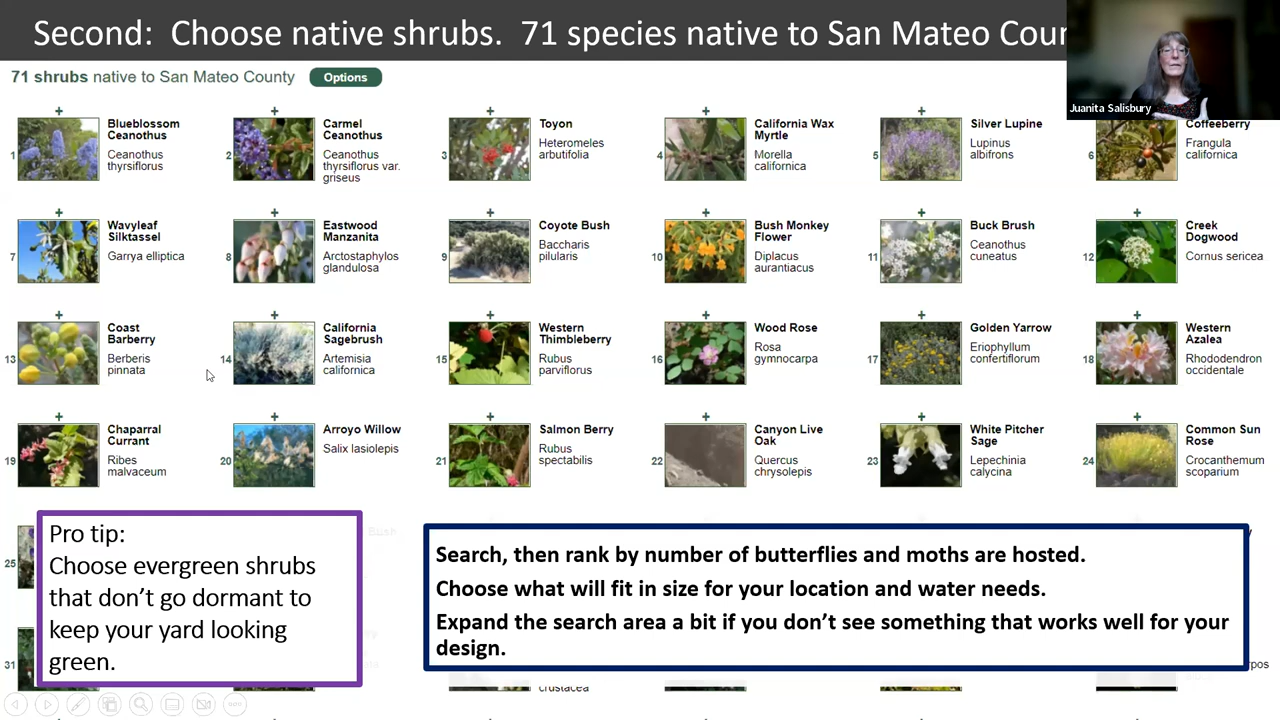 Second: Choose native shrubs. 71 species native to San Mateo Cour
Juanita Salisbury
71 shrubs native to San Mateo County
Options
1
Blueblossom
Ceanothus
Ceanothus
thyrsiflorus
2
Carmel
Ceanothus
Ceanothus
thyrsiflorus var.
griseus
3
Toyon
Heteromeles
arbutifolia
4
California Wax
Myrtle
Morella
californica
5
Silver Lupine
Lupinus
albifrons
6
Coffeeberry
Frangula
californica
7
Wavyleaf
Silktassel
Garrya elliptica
8
Eastwood
Manzanita
Arctostaphylos
glandulosa
9
Coyote Bush
Baccharis
pilularis
10
Bush Monkey
Flower
Diplacus
aurantiacus
11
Buck Brush
Ceanothus
cuneatus
12
Creek
Dogwood
Cornus sericea
13
Coast
Barberry
Berberis
pinnata
14
California
Sagebrush
Artemisia
californica
15
Western
Thimbleberry
Rubus
parviflorus
16
Wood Rose
Rosa
gymnocarpa
17
Golden Yarrow
Eriophyllum
confertiflorum
18
Western
Azalea
Rhododendron
occidentale
19
Chaparral
Currant
Ribes
malvaceum
20
Arroyo Willow
Salix lasiolepis
21
Salmon Berry
Rubus
spectabilis
22
Canyon Live
Oak
Quercus
chrysolepis
23
White Pitcher
Sage
Lepechinia
calycina
24
Common Sun
Rose
Crocanthemum
scoparium
25
31
Pro tip:
Choose evergreen shrubs
that don’t go dormant to
keep your yard looking
green.
Search, then rank by number of butterflies and moths are hosted.
Choose what will fit in size for your location and water needs.
Expand the search area a bit if you don’t see something that works well for your
design.
crustacea